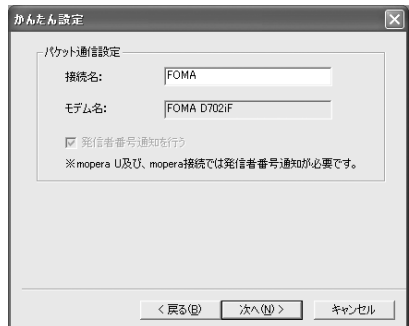 かんたん設定
パケット通信設定
接続名: FOMA
モデム名: FOMA D702iF
発信者番号通知を行う
※mopera U及び、mopera接続では発信者番号通知が必要です。
< 戻る(B) 次へ(N) > キャンセル